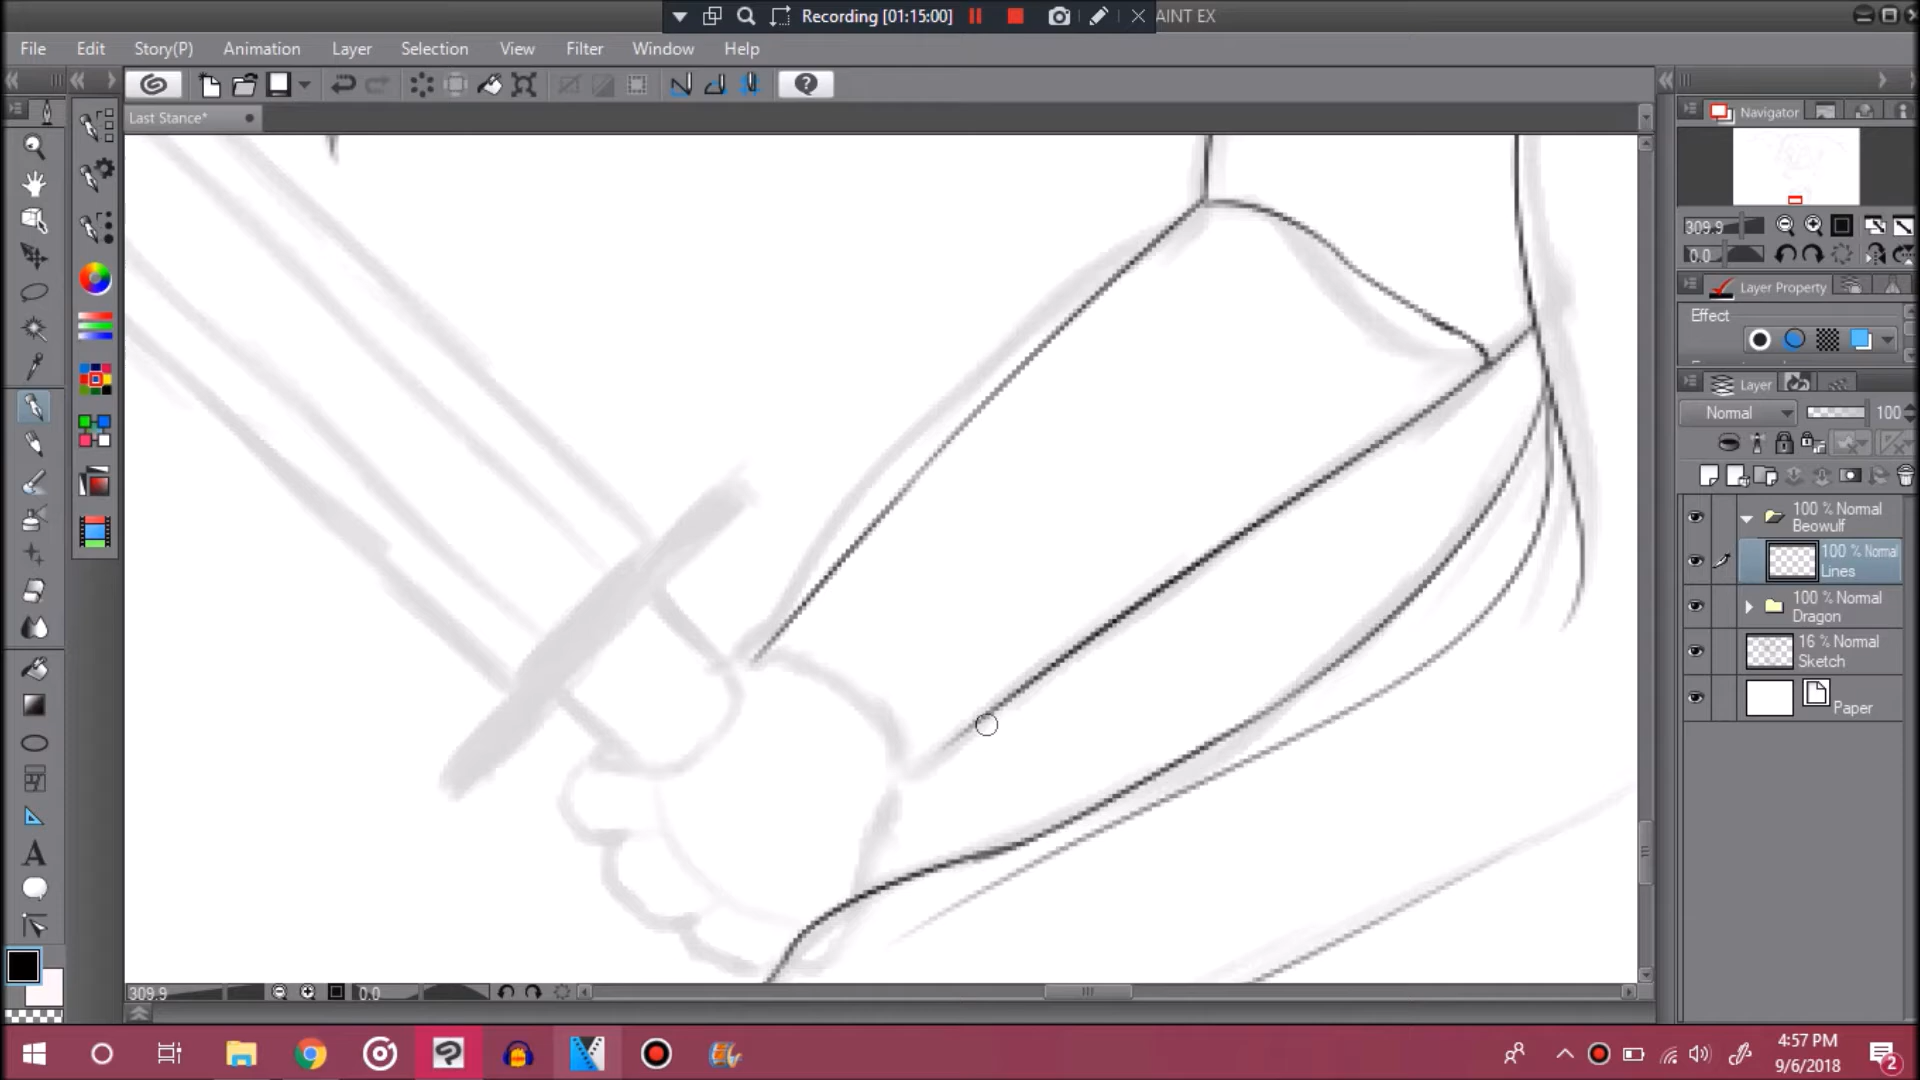 Recording [01:15:00]
AINT EX
File Edit Story(P) Animation Layer Selection View Filter Window Help
Last Stance*
Navigator
309.9
0.0
Layer Property
Effect
Layer
Normal 100
100 % Normal
Beowulf
100 % Normal
Lines
100 % Normal
Dragon
16 % Normal
Sketch
Paper
A
309.9 0.0
4:57 PM
9/6/2018
2